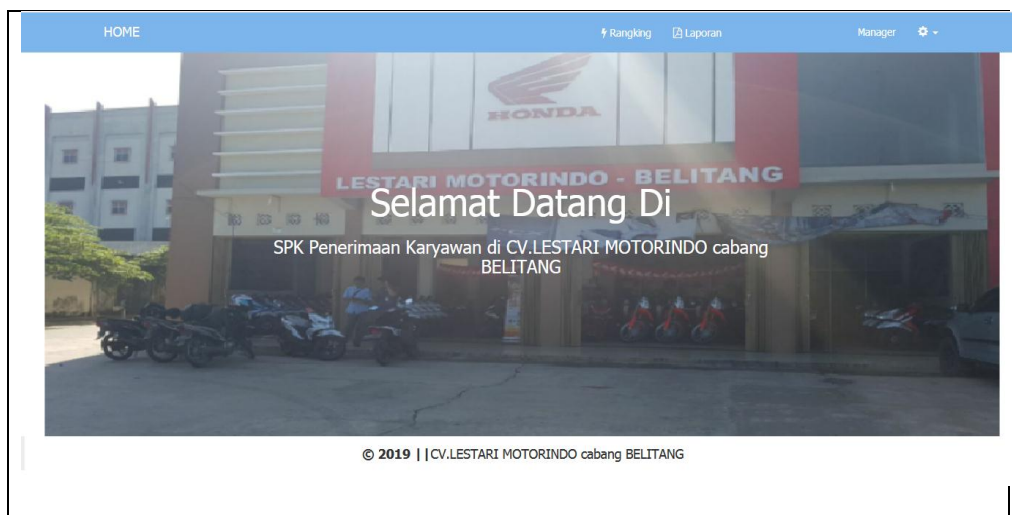 HOME
Rangking
Laporan
Manager
HONDA
LESTARI MOTORINDO - BELITANG
Selamat Datang Di
SPK Penerimaan Karyawan di CV.LESTARI MOTORINDO cabang
BELITANG
© 2019 ||CV.LESTARI MOTORINDO cabang BELITANG